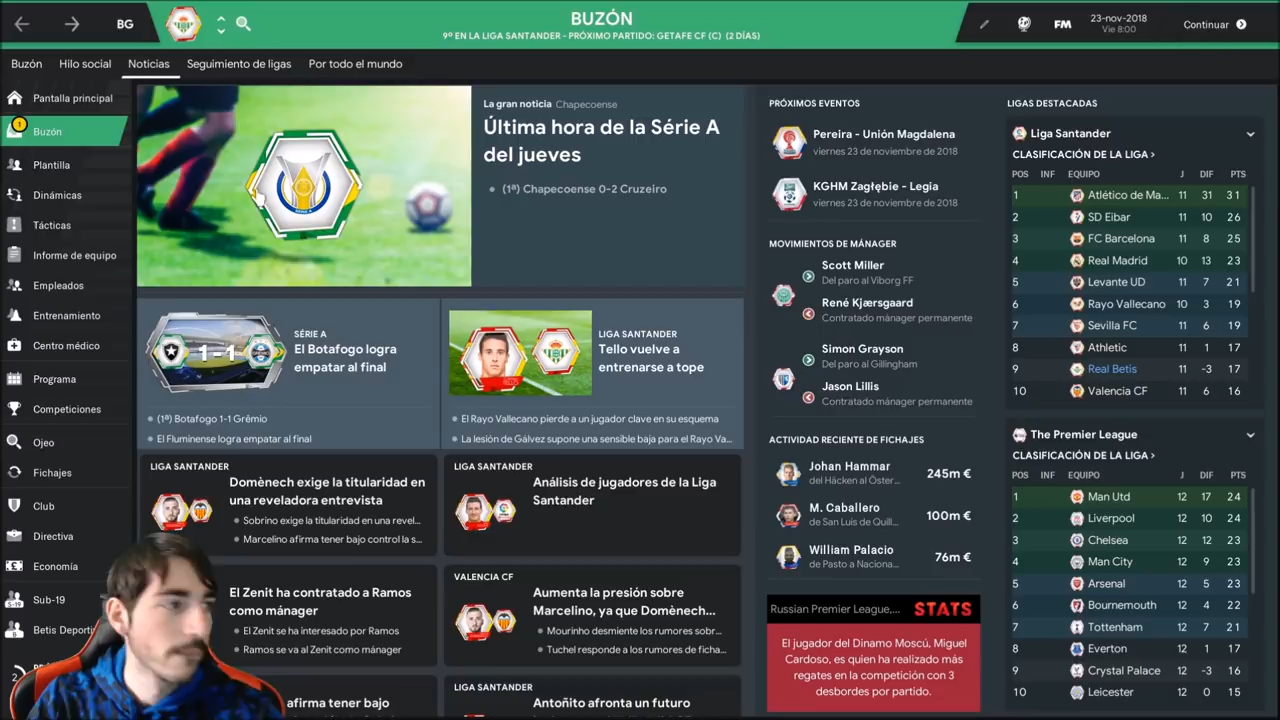 BG
BUZÓN
9º EN LA LIGA SANTANDER - PRÓXIMO PARTIDO: GETAFE CF (C) (2 DÍAS)
FM
23-nov-2018
Vie 8:00
Continuar
Buzón
Hilo social
Noticias
Seguimiento de ligas
Por todo el mundo
Pantalla principal
1
Buzón
Plantilla
Dinámicas
Tácticas
Informe de equipo
Empleados
Entrenamiento
Centro médico
Programa
Competiciones
Ojeo
Fichajes
Club
Directiva
Economía
Sub-19
Betis Deporti
La gran noticia Chapecoense
Última hora de la Série A
del jueves
(1ª) Chapecoense 0-2 Cruzeiro
SÉRIE A
El Botafogo logra
empatar al final
1-1
(1ª) Botafogo 1-1 Grêmio
El Fluminense logra empatar al final
LIGA SANTANDER
Tello vuelve a
entrenarse a tope
El Rayo Vallecano pierde a un jugador clave en su esquema
La lesión de Gálvez supone una sensible baja para el Rayo Va...
LIGA SANTANDER
Domènech exige la titularidad en
una reveladora entrevista
Sobrino exige la titularidad en una revel...
Marcelino afirma tener bajo control la s...
LIGA SANTANDER
Análisis de jugadores de la Liga
Santander
El Zenit ha contratado a Ramos
como mánager
El Zenit se ha interesado por Ramos
Ramos se va al Zenit como mánager
VALENCIA CF
Aumenta la presión sobre
Marcelino, ya que Domènech...
Mourinho desmiente los rumores sobr...
Tuchel responde a los rumores de ficha...
afirma tener bajo
LIGA SANTANDER
Antoñito afronta un futuro
PRÓXIMOS EVENTOS
Pereira - Unión Magdalena
viernes 23 de noviembre de 2018
KGHM Zagłębie - Legia
viernes 23 de noviembre de 2018
MOVIMIENTOS DE MÁNAGER
Scott Miller
Del paro al Viborg FF
René Kjærsgaard
Contratado mánager permanente
Simon Grayson
Del paro al Gillingham
Jason Lillis
Contratado mánager permanente
ACTIVIDAD RECIENTE DE FICHAJES
Johan Hammar
del Häcken al Öster...
245m €
M. Caballero
de San Luis de Quill...
100m €
William Palacio
de Pasto a Naciona...
76m €
Russian Premier League,...
STATS
El jugador del Dinamo Moscú, Miguel
Cardoso, es quien ha realizado más
regates en la competición con 3
desbordes por partido.
LIGAS DESTACADAS
Liga Santander
CLASIFICACIÓN DE LA LIGA >
POS INF EQUIPO J DIF PTS
1 Atlético de Ma... 11 31 31
2 SD Eibar 11 10 26
3 FC Barcelona 11 8 25
4 Real Madrid 10 13 23
5 Levante UD 11 7 21
6 Rayo Vallecano 10 3 19
7 Sevilla FC 11 6 19
8 Athletic 11 1 17
9 Real Betis 11 -3 17
10 Valencia CF 11 6 16
The Premier League
CLASIFICACIÓN DE LA LIGA >
POS INF EQUIPO J DIF PTS
1 Man Utd 12 17 24
2 Liverpool 12 10 24
3 Chelsea 12 12 23
4 Man City 12 9 23
5 Arsenal 12 5 23
6 Bournemouth 12 4 22
7 Tottenham 12 7 21
8 Everton 12 1 17
9 Crystal Palace 12 -3 16
10 Leicester 12 0 15